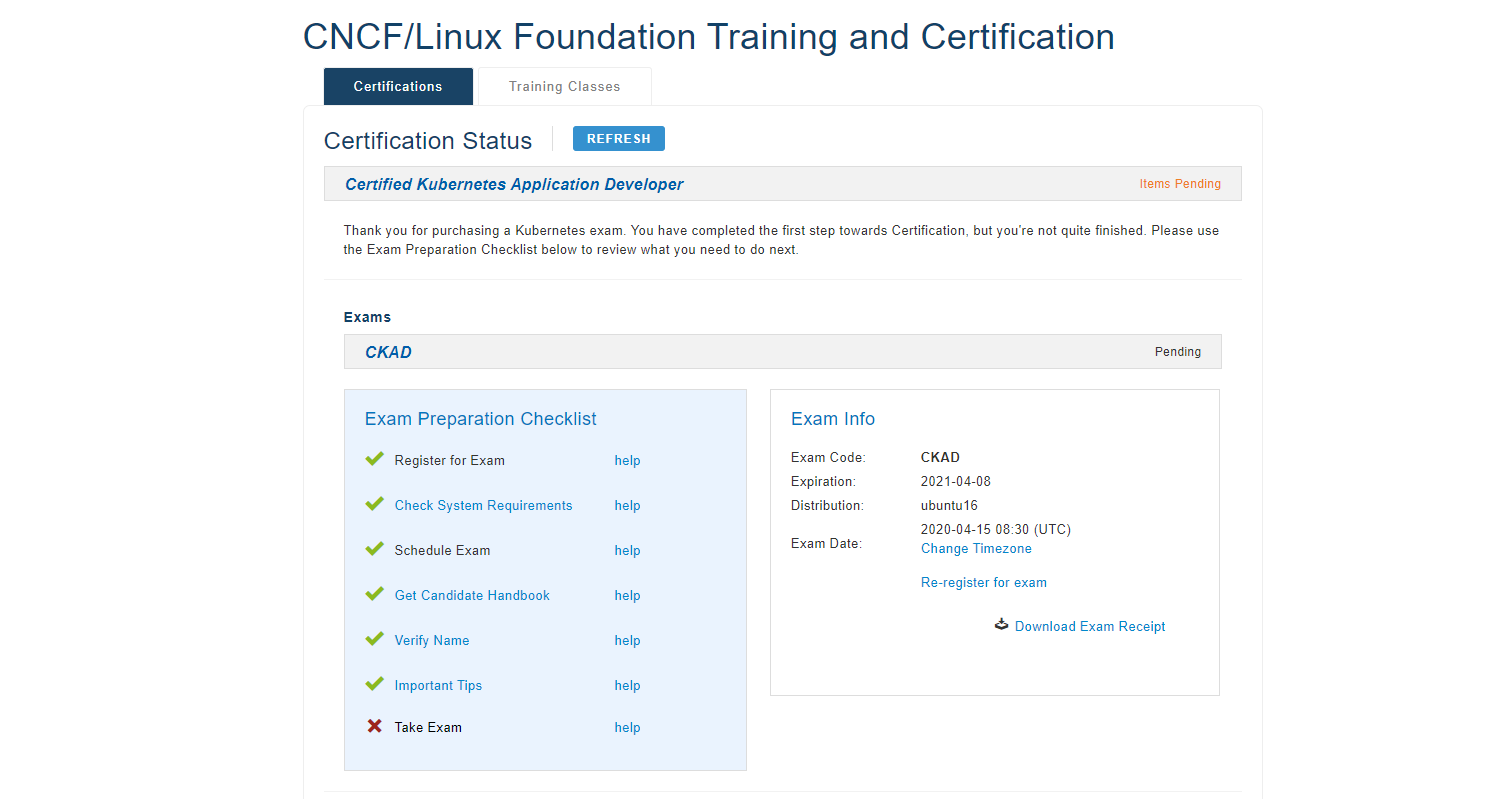 CNCF/Linux Foundation Training and Certification
Certifications
Training Classes
Certification Status
REFRESH
Certified Kubernetes Application Developer
Items Pending
Thank you for purchasing a Kubernetes exam. You have completed the first step towards Certification, but you're not quite finished. Please use
the Exam Preparation Checklist below to review what you need to do next.
Exams
CKAD
Pending
Exam Preparation Checklist
Register for Exam help
Check System Requirements help
Schedule Exam help
Get Candidate Handbook help
Verify Name help
Important Tips help
Take Exam help
Exam Info
Exam Code: CKAD
Expiration: 2021-04-08
Distribution: ubuntu16
Exam Date: 2020-04-15 08:30 (UTC)
Change Timezone
Re-register for exam
Download Exam Receipt